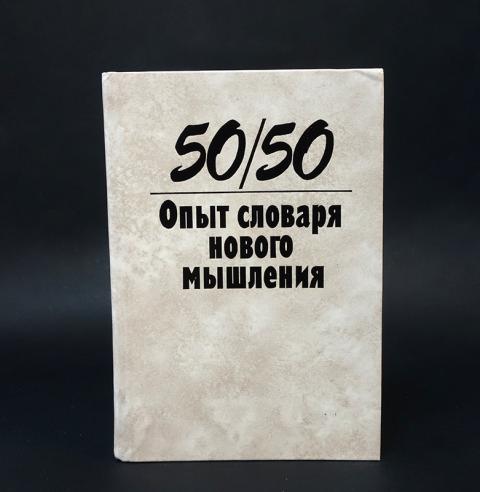 50/50
Опыт словаря
нового
мышления